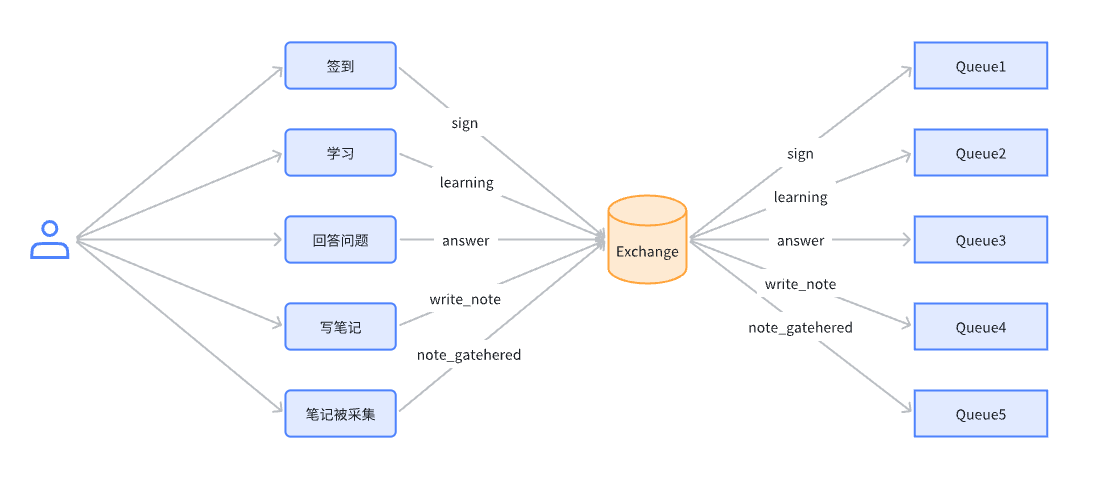 签到
学习
回答问题
写笔记
笔记被采集
sign
learning
answer
write_note
note_gatehered
Exchange
sign
learning
answer
write_note
note_gatehered
Queue1
Queue2
Queue3
Queue4
Queue5